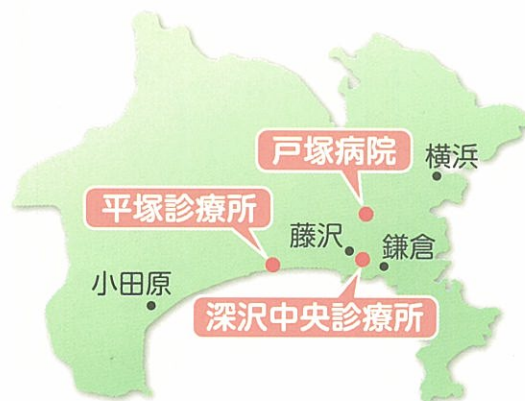 戸塚病院
横浜
平塚診療所
藤沢
鎌倉
小田原
深沢中央診療所